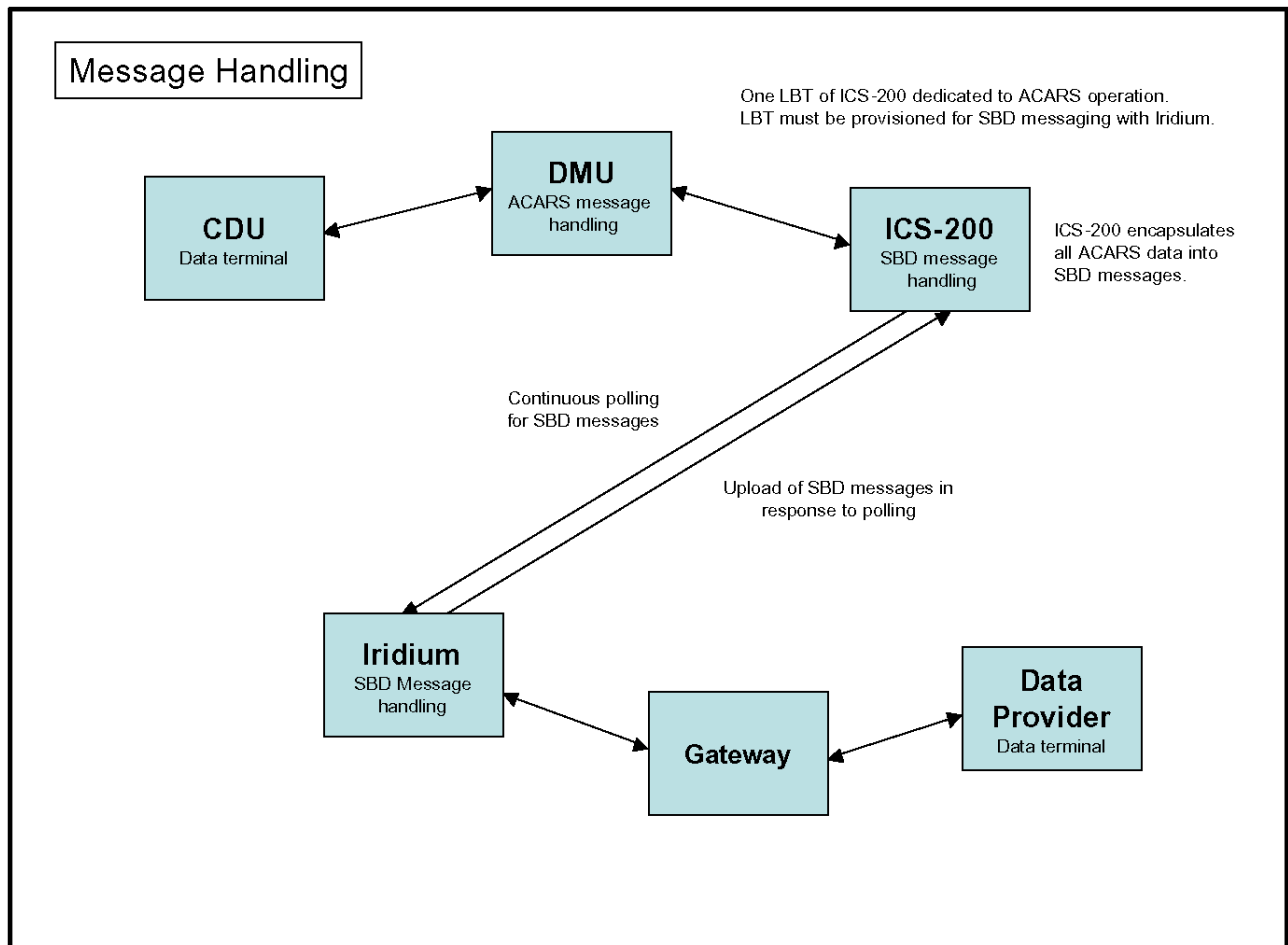 Message Handling
One LBT of ICS-200 dedicated to ACARS operation.
LBT must be provisioned for SBD messaging with Iridium.
DMU
ACARS message
handling
CDU
Data terminal
ICS-200
SBD message
handling
ICS-200 encapsulates
all ACARS data into
SBD messages.
Continuous polling
for SBD messages
Upload of SBD messages in
response to polling
Iridium
SBD Message
handling
Gateway
Data
Provider
Data terminal